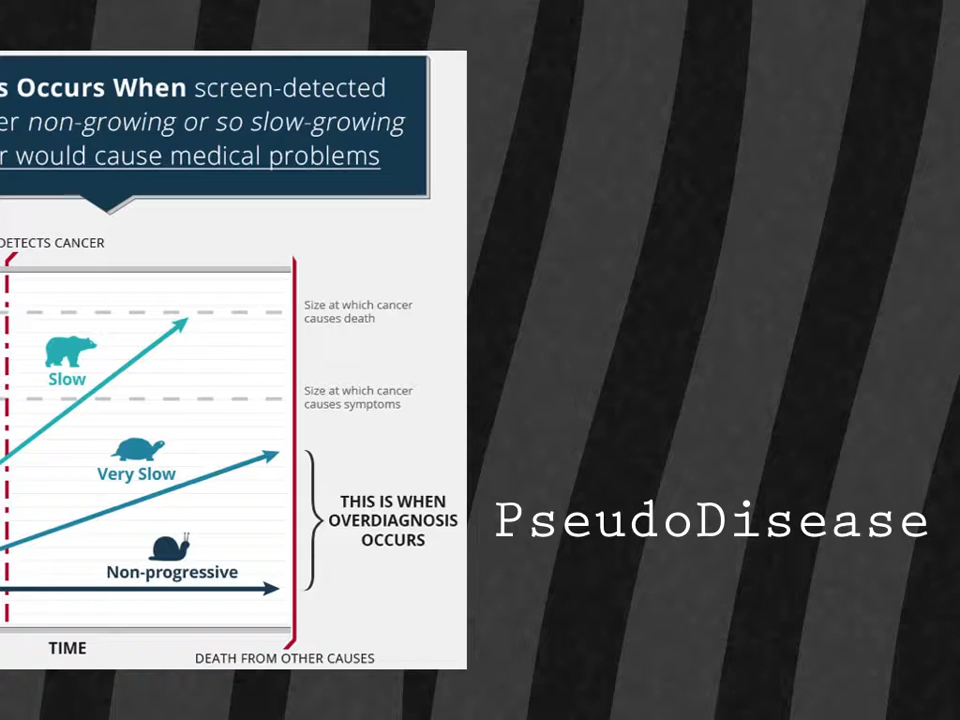 s Occurs When screen-detected
er non-growing or so slow-growing
r would cause medical problems
DETECTS CANCER
Size at which cancer
causes death
Slow
Size at which cancer
causes symptoms
Very Slow
THIS IS WHEN
OVERDIAGNOSIS
OCCURS
PseudoDisease
Non-progressive
TIME
DEATH FROM OTHER CAUSES